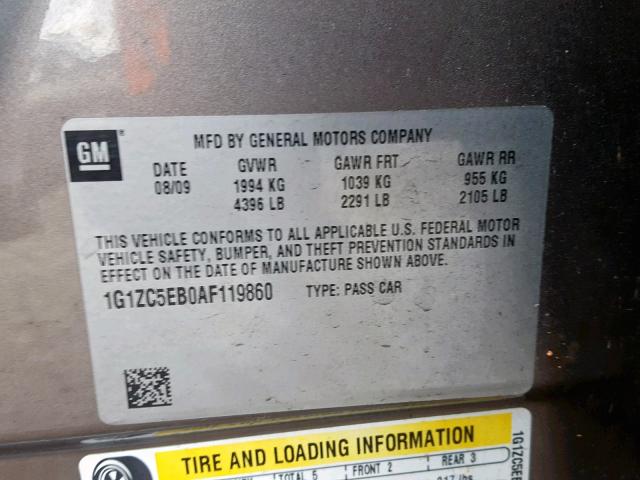 GM
MFD BY GENERAL MOTORS COMPANY
DATE GVWR GAWR FRT GAWR RR
08/09 1994 KG 1039 KG 955 KG
4396 LB 2291 LB 2105 LB
THIS VEHICLE CONFORMS TO ALL APPLICABLE U.S. FEDERAL MOTOR
VEHICLE SAFETY, BUMPER, AND THEFT PREVENTION STANDARDS IN
EFFECT ON THE DATE OF MANUFACTURE SHOWN ABOVE.
1G1ZC5EB0AF119860 TYPE: PASS CAR
TIRE AND LOADING INFORMATION
TOTAL 5 FRONT 2 REAR 3
1G1ZC5E